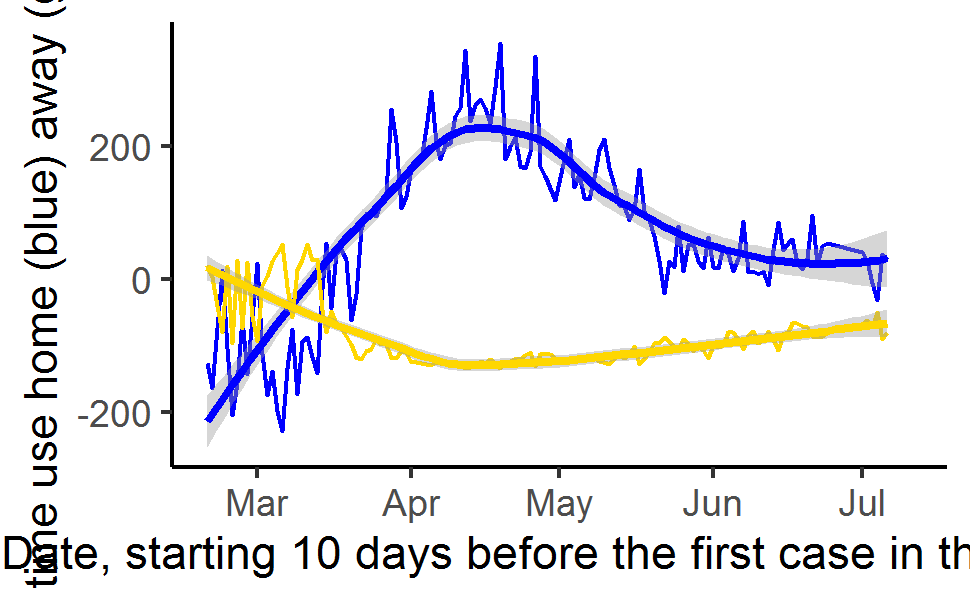 time use home (blue) away (
200
0
-200
Mar Apr May Jun Jul
Date, starting 10 days before the first case in th